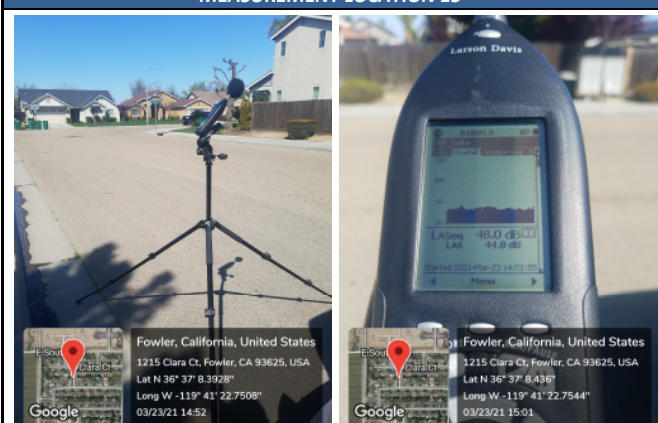 MEASUREMENT LOCATION 25
Fowler, California, United States
1215 Clara Ct, Fowler, CA 93625, USA
Lat N 36° 37' 8.3928"
Long W -119° 41' 22.7508"
03/23/21 14:52
E Sou
Clara Ct
Google
Larson Davis
LASeq 48.0 dB
LAS 44.8 dB
Started 2021-Mar-23 14:51:55
Menu
Fowler, California, United States
1215 Clara Ct, Fowler, CA 93625, USA
Lat N 36° 37' 8.436"
Long W -119° 41' 22.7544"
03/23/21 15:01
E Sou
Clara Ct
Google